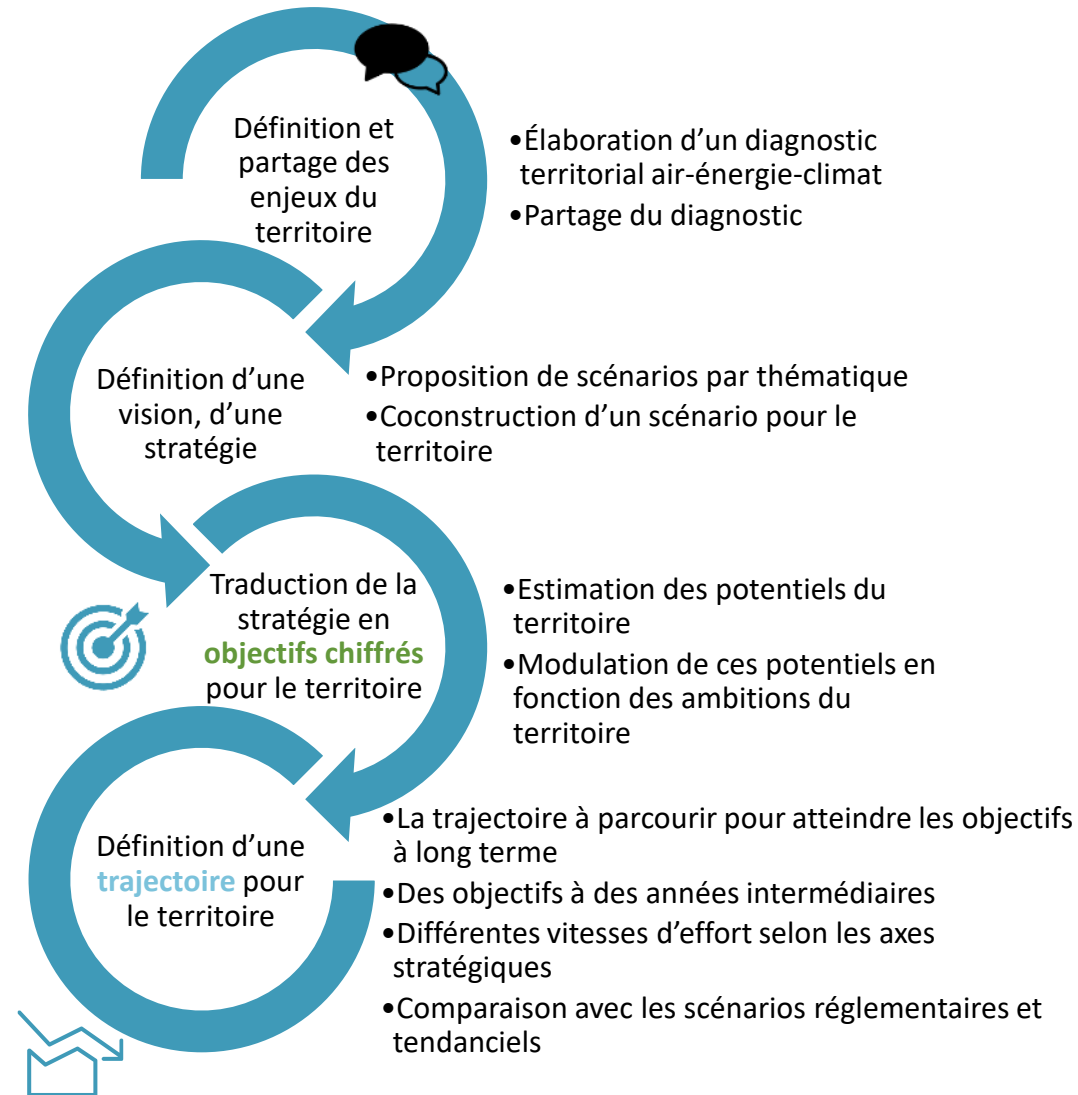 Définition et
partage des
enjeux du
territoire
•Élaboration d’un diagnostic
territorial air-énergie-climat
•Partage du diagnostic
Définition d’une
vision, d’une
stratégie
•Proposition de scénarios par thématique
•Coconstruction d’un scénario pour le
territoire
Traduction de la
stratégie en
objectifs chiffrés
pour le territoire
•Estimation des potentiels du
territoire
•Modulation de ces potentiels en
fonction des ambitions du
territoire
Définition d’une
trajectoire pour
le territoire
•La trajectoire à parcourir pour atteindre les objectifs
à long terme
•Des objectifs à des années intermédiaires
•Différentes vitesses d’effort selon les axes
stratégiques
•Comparaison avec les scénarios réglementaires et
tendanciels